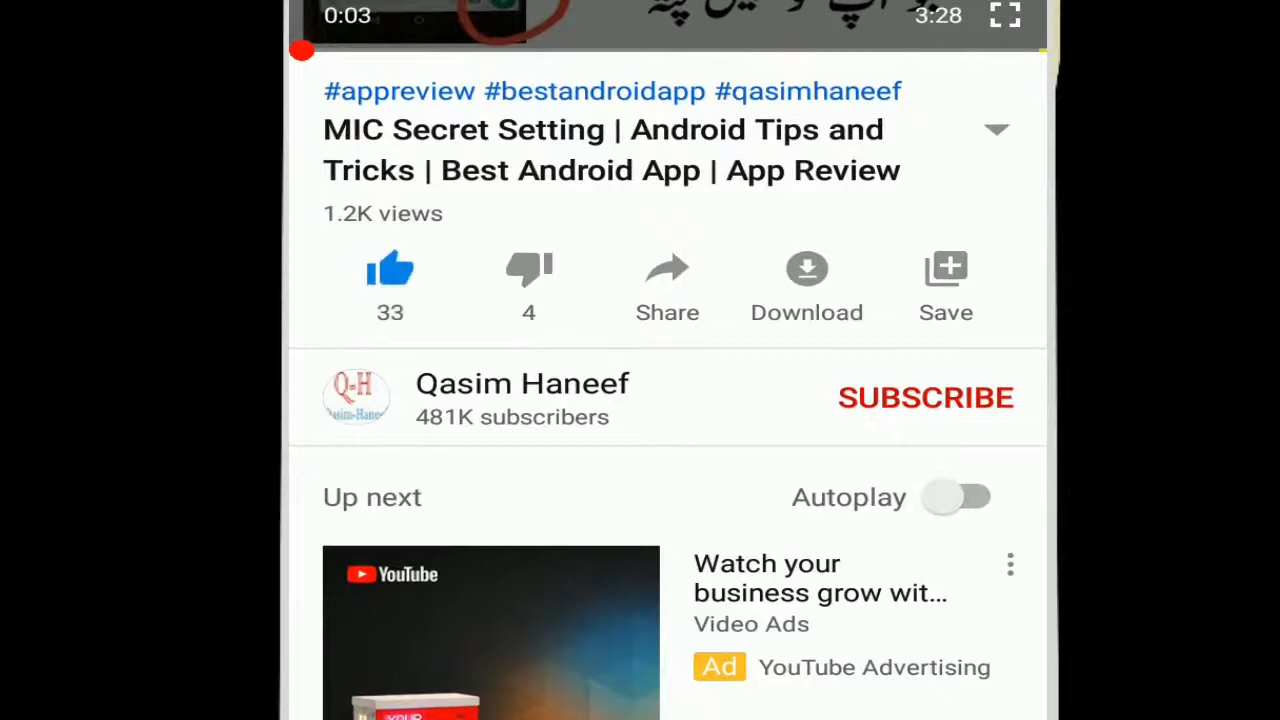 0:03
3:28
#appreview #bestandroidapp #qasimhaneef
MIC Secret Setting | Android Tips and
Tricks | Best Android App | App Review
1.2K views
33
4
Share
Download
Save
Q=H
Qasim Haneef
481K subscribers
SUBSCRIBE
Up next
Autoplay
YouTube
YOUR
Watch your
business grow wit...
Video Ads
Ad YouTube Advertising